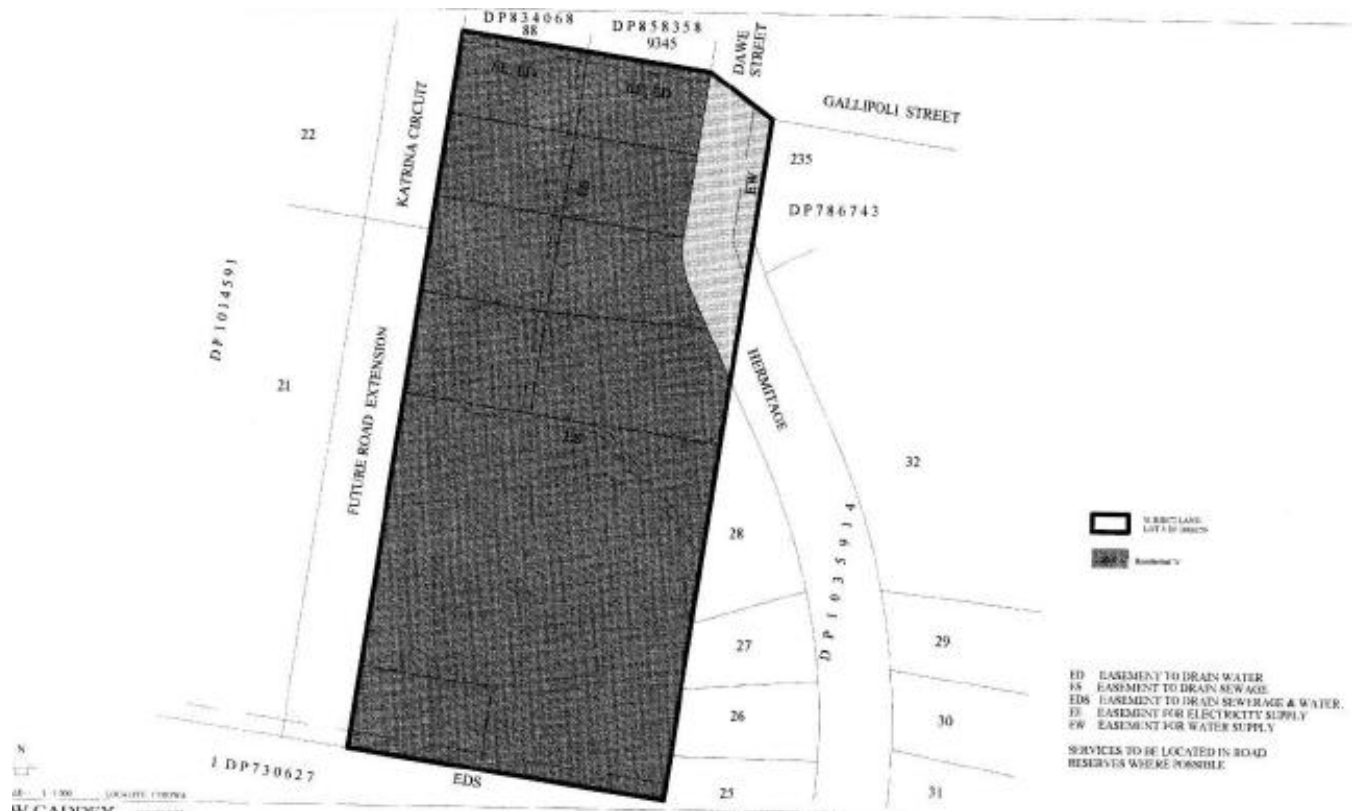 DP834068
88
DP858358
9345
DAWE
STREET
GALLIPOLI STREET
KATRINA CIRCUIT
22
235
EW
DP786743
ES
DP1014591
21
FUTURE ROAD EXTENSION
HERMITAGE
ES
32
28
DP1035914
27
29
26
30
25
31
1 DP730627
EDS
N
Residential 'A'
ED EASEMENT TO DRAIN WATER
ES EASEMENT TO DRAIN SEWAGE
EDS EASEMENT TO DRAIN SEWERAGE & WATER.
EE EASEMENT FOR ELECTRICITY SUPPLY
EW EASEMENT FOR WATER SUPPLY
SERVICES TO BE LOCATED IN ROAD
RESERVES WHERE POSSIBLE